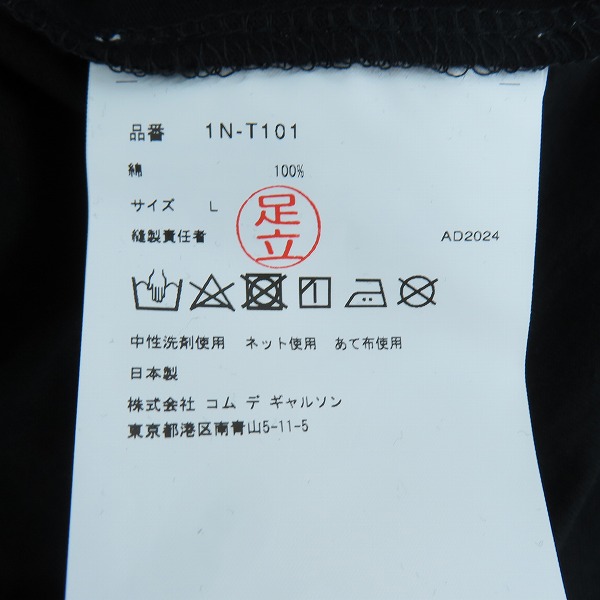 品番 1N-T101
綿 100%
サイズ L
縫製責任者 足立 AD2024
中性洗剤使用 ネット使用 あて布使用
日本製
株式会社 コム デ ギャルソン
東京都港区南青山5-11-5